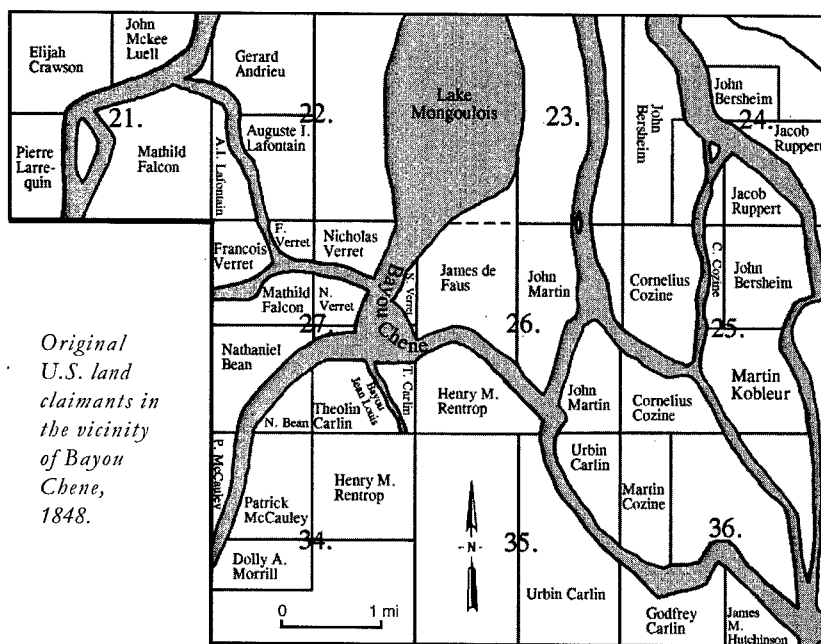 Elijah
Crawson
John
McKee
Luell
Gerard
Andrieu
Lake
Mongoulois
John
Bersheim
John
Bersheim
21.
22.
23.
24.
Pierre
Larre-
quin
Mathild
Falcon
A.I. Lafontain
Auguste I.
Lafontain
Jacob
Ruppert
Jacob
Ruppert
Francois
Verret
F.
Verret
Nicholas
Verret
Mathild
Falcon
N.
Verret
Bayou
Chene
N. Verret
James de
Faus
John
Martin
Cornelius
Cozine
C. Cozine
John
Bersheim
27.
26.
25.
Nathaniel
Bean
N. Bean
Bayou
Jean Louis
Theolin
Carlin
T. Carlin
Henry M.
Rentrop
John
Martin
Cornelius
Cozine
Martin
Kobleur
P. McCauley
Patrick
McCauley
Henry M.
Rentrop
Urbin
Carlin
Martin
Cozine
34.
35.
36.
Dolly A.
Morrill
N
Urbin Carlin
Godfrey
Carlin
James
M.
Hutchinson
0 1 mi
Original
U.S. land
claimants in
the vicinity
of Bayou
Chene,
1848.